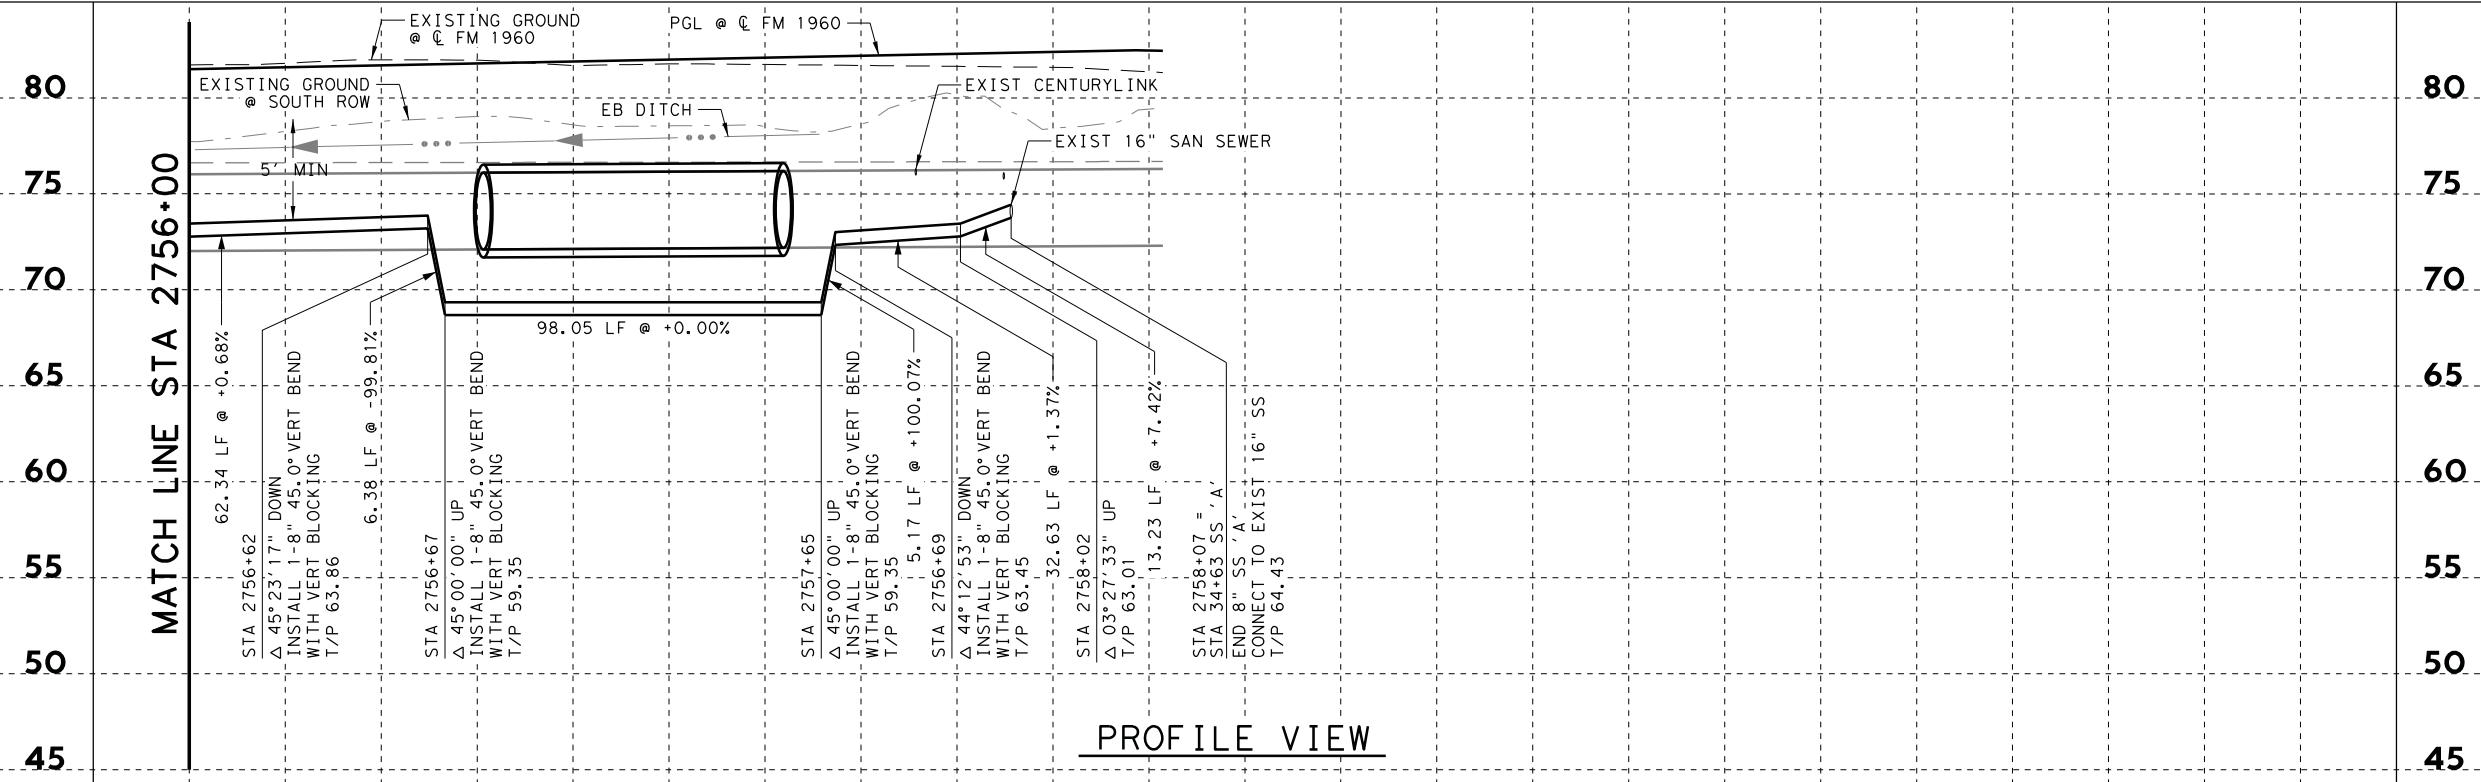 EXISTING GROUND
@ ℄ FM 1960
PGL @ ℄ FM 1960
EXISTING GROUND
@ SOUTH ROW
EB DITCH
EXIST CENTURYLINK
EXIST 16" SAN SEWER
5' MIN
80
75
70
65
60
55
50
45
80
75
70
65
60
55
50
45
MATCH LINE STA 2756+00
98.05 LF @ +0.00%
62.34 LF @ +0.68%
STA 2756+62
△ 45°23'17" DOWN
INSTALL 1-8" 45.0° VERT BEND
WITH VERT BLOCKING
T/P 63.86
6.38 LF @ -99.81%
STA 2756+67
△ 45°00'00" UP
INSTALL 1-8" 45.0° VERT BEND
WITH VERT BLOCKING
T/P 59.35
STA 2757+65
△ 45°00'00" UP
INSTALL 1-8" 45.0° VERT BEND
WITH VERT BLOCKING
T/P 59.35
5.17 LF @ +100.07%
STA 2756+69
△ 44°12'53" DOWN
INSTALL 1-8" 45.0° VERT BEND
WITH VERT BLOCKING
T/P 63.45
32.63 LF @ +1.37%
STA 2758+02
△ 03°27'33" UP
T/P 63.01
13.23 LF @ +7.42%
STA 2758+07 =
STA 34+63 SS 'A'
END 8" SS 'A'
CONNECT TO EXIST 16" SS
T/P 64.43
PROFILE VIEW